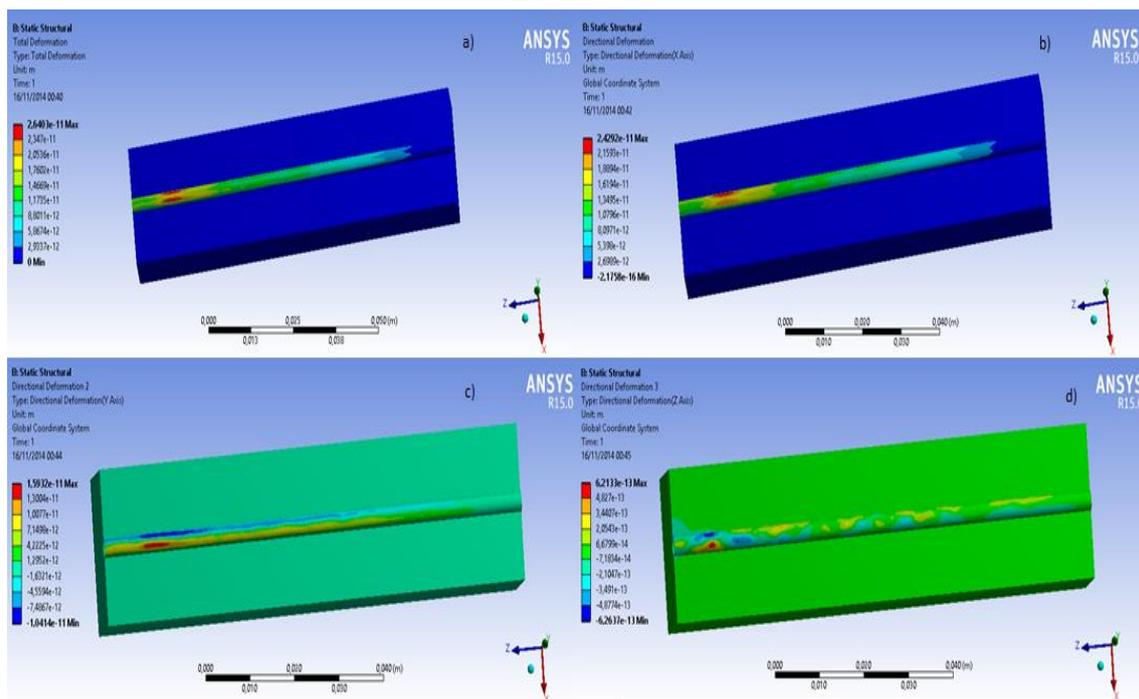 B: Static Structural
Total Deformation
Type: Total Deformation
Unit: m
Time: 1
16/11/2014 00:40
a)
ANSYS
R15.0
2,6403e-11 Max
2,347e-11
2,0536e-11
1,7602e-11
1,4669e-11
1,1735e-11
8,8011e-12
5,8674e-12
2,9337e-12
0 Min
0,000
0,025
0,050 (m)
0,013
0,038
Z
Y
X
B: Static Structural
Directional Deformation
Type: Directional Deformation(X Axis)
Unit: m
Global Coordinate System
Time: 1
16/11/2014 00:42
b)
ANSYS
R15.0
2,4292e-11 Max
2,1593e-11
1,8894e-11
1,6194e-11
1,3495e-11
1,0796e-11
8,0971e-12
5,398e-12
2,6989e-12
-2,1758e-16 Min
0,000
0,020
0,040 (m)
0,010
0,030
Z
Y
X
B: Static Structural
Directional Deformation 2
Type: Directional Deformation(Y Axis)
Unit: m
Global Coordinate System
Time: 1
16/11/2014 00:44
c)
ANSYS
R15.0
1,5932e-11 Max
1,3004e-11
1,0077e-11
7,1498e-12
4,2225e-12
1,2952e-12
-1,6321e-12
-4,5594e-12
-7,4867e-12
-1,0414e-11 Min
0,000
0,020
0,040 (m)
0,010
0,030
Z
Y
X
B: Static Structural
Directional Deformation 3
Type: Directional Deformation(Z Axis)
Unit: m
Global Coordinate System
Time: 1
16/11/2014 00:45
d)
ANSYS
R15.0
6,2133e-13 Max
4,827e-13
3,4407e-13
2,0543e-13
6,6799e-14
-7,1834e-14
-2,1047e-13
-3,491e-13
-4,8774e-13
-6,2637e-13 Min
0,000
0,020
0,040 (m)
0,010
0,030
Z
Y
X